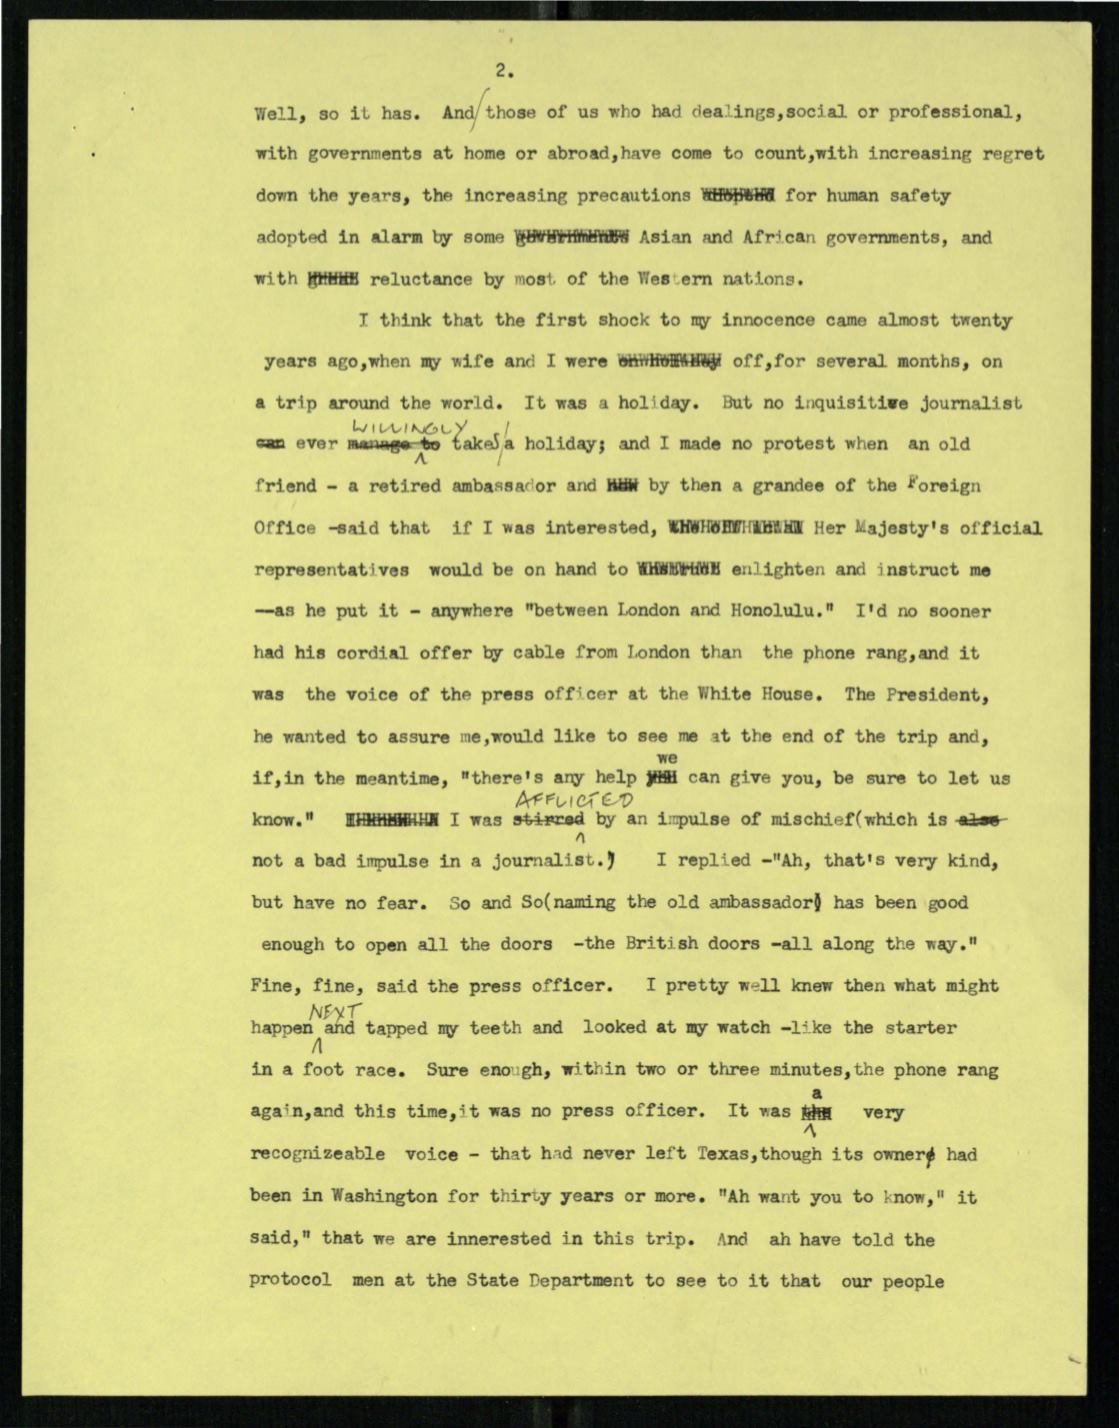 2.
Well, so it has.  And/those of us who had dealings,social or professional,
with governments at home or abroad,have come to count,with increasing regret
down the years, the increasing precautions for human safety
adopted in alarm by some governments Asian and African governments, and
with reluctance by most of the Western nations.
I think that the first shock to my innocence came almost twenty
years ago,when my wife and I were off,for several months, on
a trip around the world.  It was a holiday.  But no inquisitive journalist
WILLINGLY
can ever manage to takes/a holiday; and I made no protest when  an old
friend - a retired ambassador and by then a grandee of the Foreign
Office -said that  if I was interested, Her Majesty's official
representatives  would be on hand to enlighten and instruct me
--as he put it - anywhere "between London and Honolulu."  I'd no sooner
had his cordial offer by cable from London than  the phone rang,and it
was  the voice of the press officer at the White House.  The President,
he wanted to assure me,would like to see me at the end of the trip and,
we
if,in the meantime, "there's any help can give you, be sure to let us
AFFLICTED
know."  I was stirred by an impulse of mischief(which is also
not a bad impulse in a journalist.)   I replied -"Ah, that's very kind,
but have no fear.  So and So(naming the old ambassador) has been good
enough to open all the doors  -the British doors -all along the way."
Fine, fine, said the press officer.   I pretty well knew then what might
NEXT
happen and tapped my teeth and  looked at my watch -like the starter
in a foot race.  Sure enough, within two or three minutes,the phone rang
a
again,and this time,it was no press officer.  It was the  very
recognizeable  voice - that had never left Texas,though its owner had
been in Washington for thirty years or more. "Ah want you to know," it
said," that we are innerested in this trip.  And  ah have told the
protocol  men at the State Department to see to it that  our people